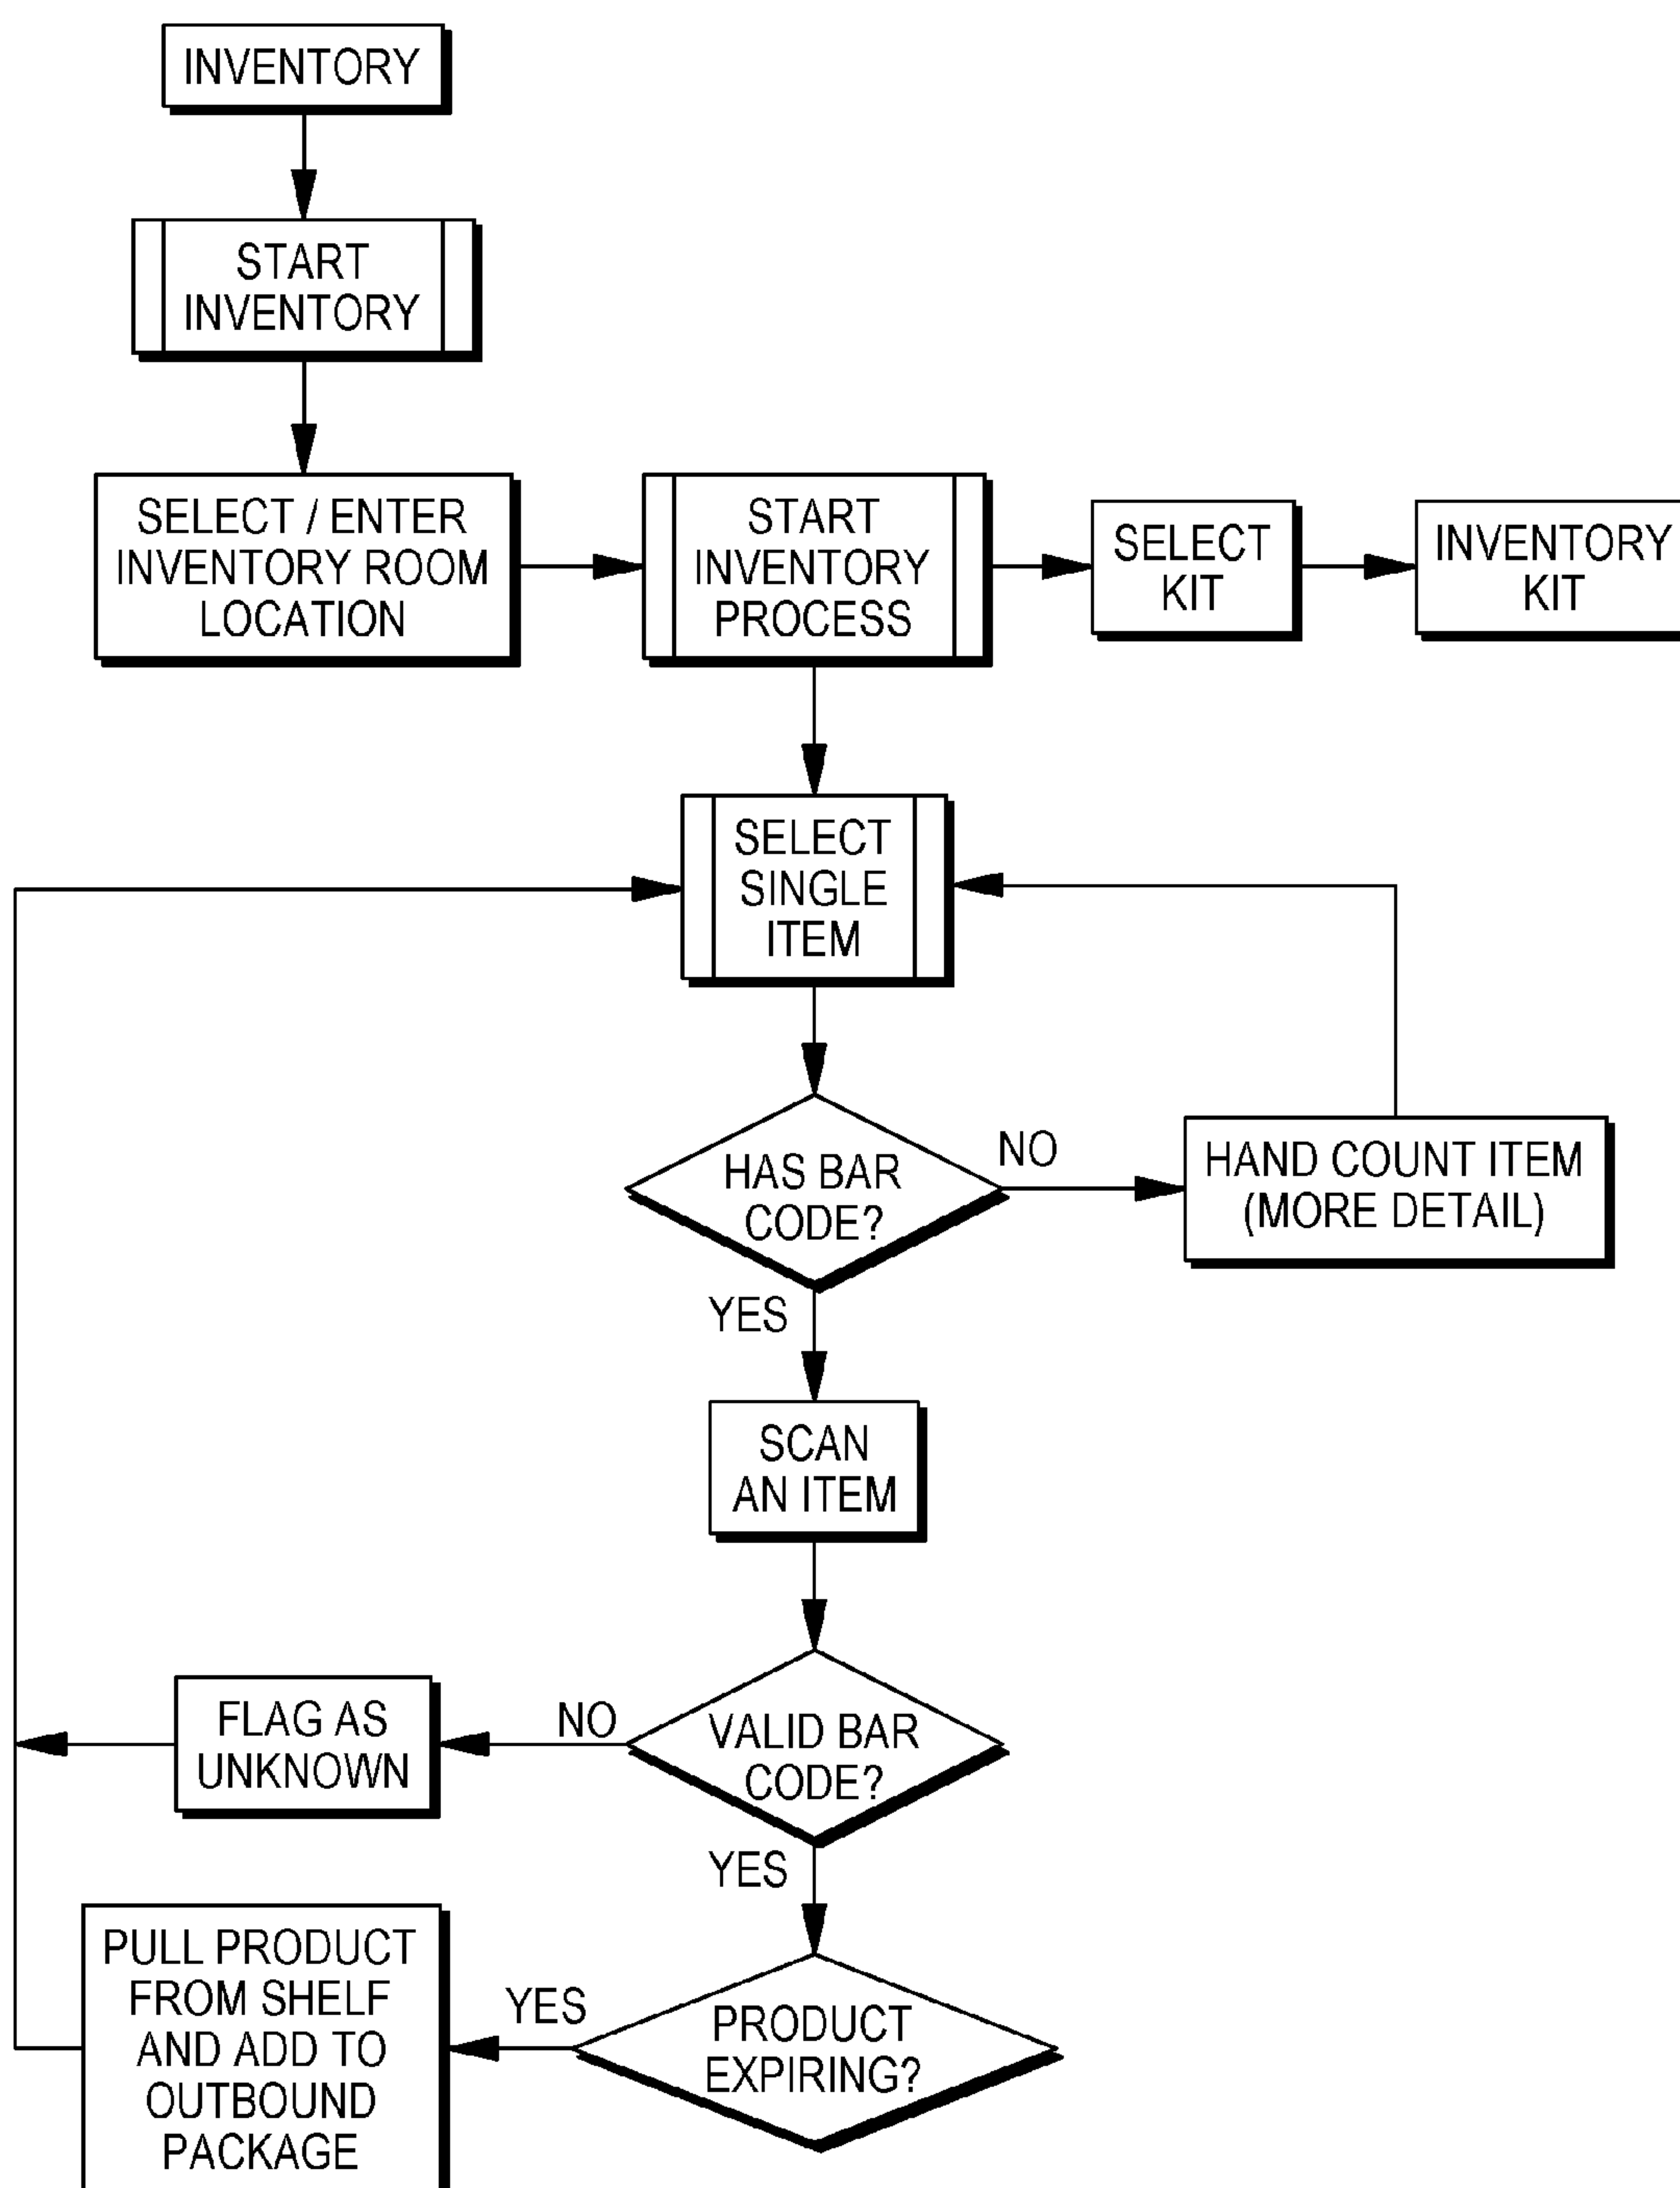 INVENTORY
START
INVENTORY
SELECT / ENTER
INVENTORY ROOM
LOCATION
START
INVENTORY
PROCESS
SELECT
KIT
INVENTORY
KIT
SELECT
SINGLE
ITEM
HAS BAR
CODE?
NO
HAND COUNT ITEM
(MORE DETAIL)
YES
SCAN
AN ITEM
VALID BAR
CODE?
NO
FLAG AS
UNKNOWN
YES
PRODUCT
EXPIRING?
YES
PULL PRODUCT
FROM SHELF
AND ADD TO
OUTBOUND
PACKAGE